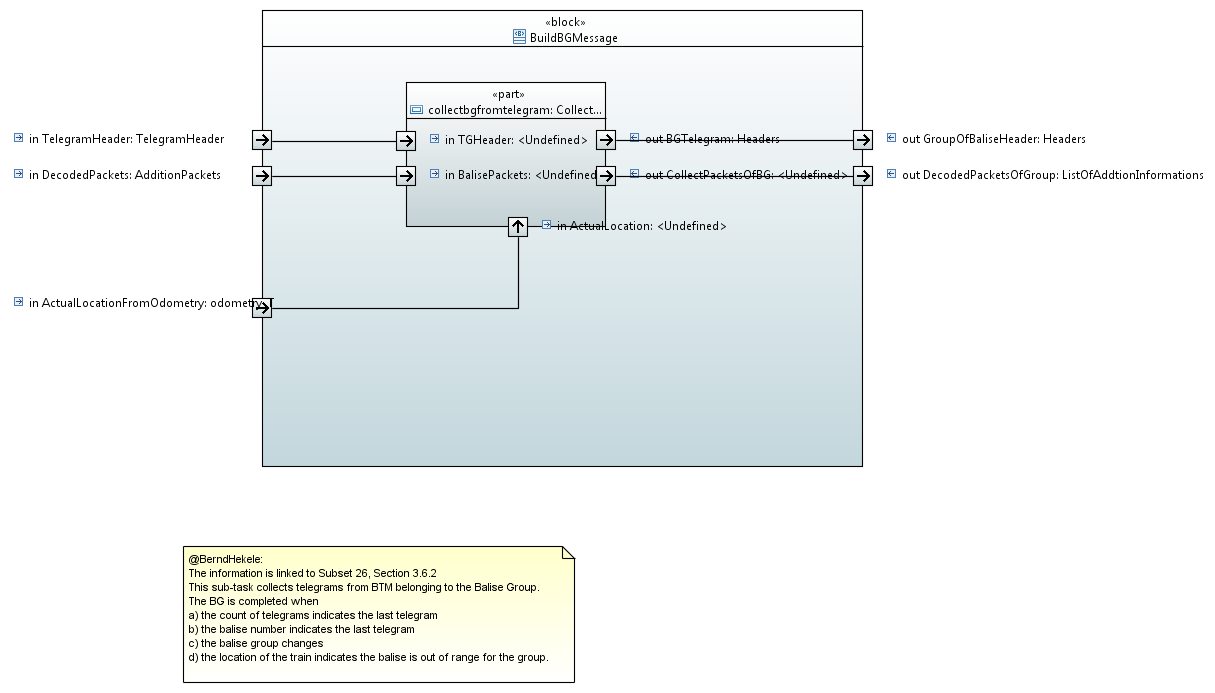 «block»
BuildBGMessage
«part»
collectbgfromtelegram: Collect...
in TelegramHeader: TelegramHeader
in TGHeader: <Undefined>
out BGTelegram: Headers
out GroupOfBaliseHeader: Headers
in DecodedPackets: AdditionPackets
in BalisePackets: <Undefined
out CollectPacketsOfBG: <Undefined>
out DecodedPacketsOfGroup: ListOfAddtionInformations
in ActualLocation: <Undefined>
in ActualLocationFromOdometry: odometry_T
@BerndHekele:
The information is linked to Subset 26, Section 3.6.2
This sub-task collects telegrams from BTM belonging to the Balise Group.
The BG is completed when
a) the count of telegrams indicates the last telegram
b) the balise number indicates the last telegram
c) the balise group changes
d) the location of the train indicates the balise is out of range for the group.